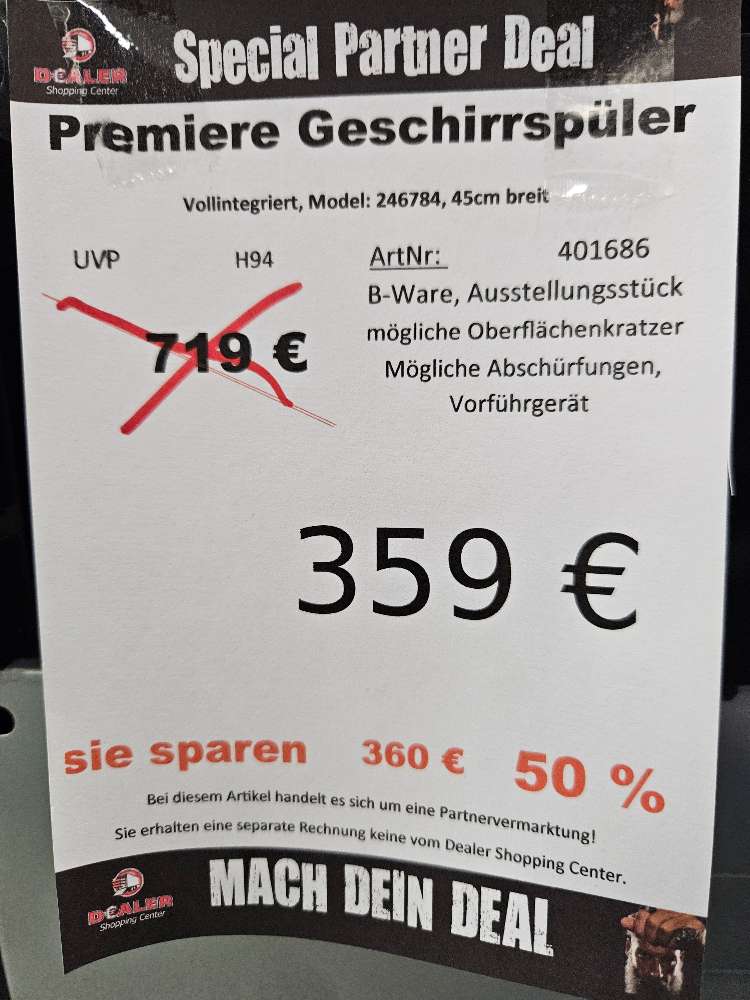 DEALER
Shopping Center
Special Partner Deal
Premiere Geschirrspüler
Vollintegriert, Model: 246784, 45cm breit
UVP H94 ArtNr: 401686
B-Ware, Ausstellungsstück
719 €
mögliche Oberflächenkratzer
Mögliche Abschürfungen,
Vorführgerät
359 €
sie sparen 360 € 50 %
Bei diesem Artikel handelt es sich um eine Partnervermarktung!
Sie erhalten eine separate Rechnung keine vom Dealer Shopping Center.
DEALER
Shopping Center
MACH DEIN DEAL